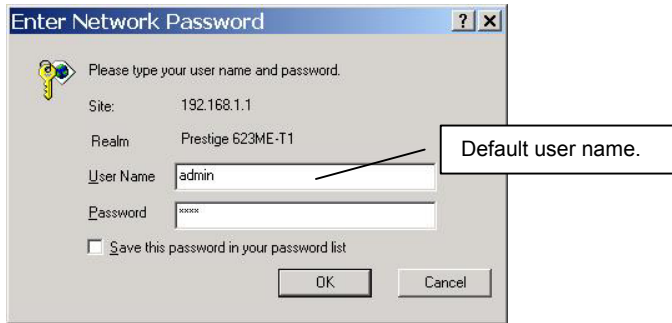 Enter Network Password
? X
Please type your user name and password.
Site: 192.168.1.1
Realm Prestige 623ME-T1
User Name admin
Password xxxx
Save this password in your password list
OK Cancel
Default user name.